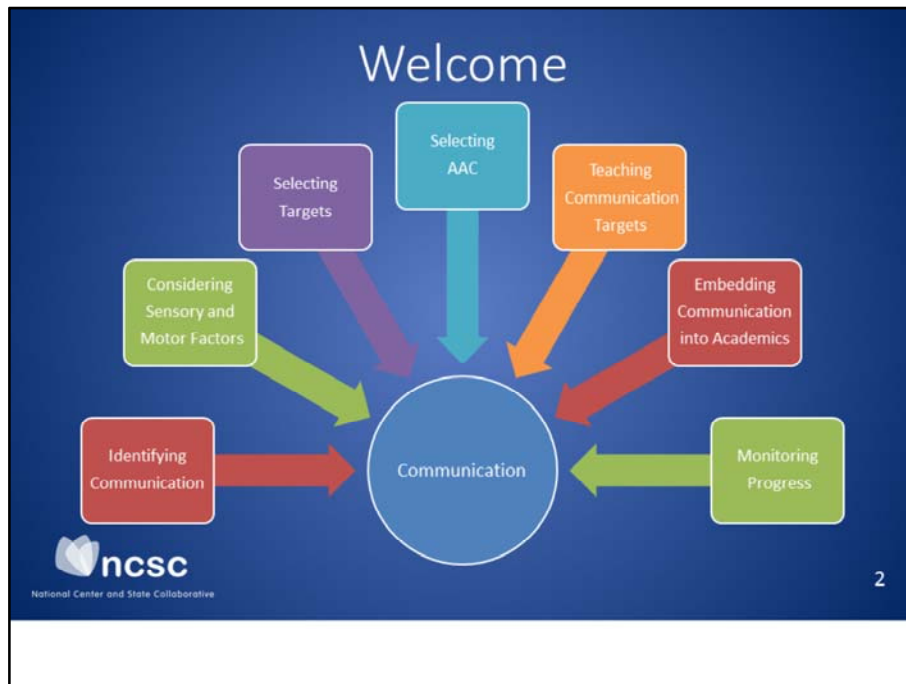 Welcome
Identifying
Communication
Considering
Sensory and
Motor Factors
Selecting
Targets
Selecting
AAC
Teaching
Communication
Targets
Embedding
Communication
into Academics
Monitoring
Progress
Communication
ncsc
National Center and State Collaborative
2